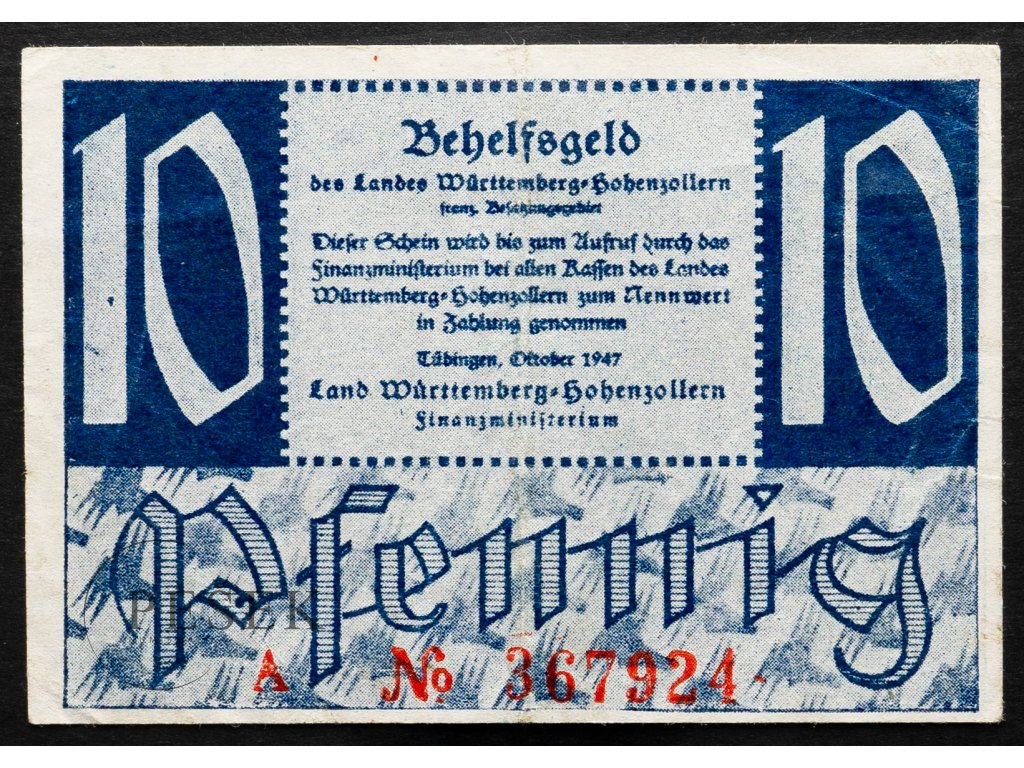 10 10
Behelfsgeld
des Landes Württemberg-Hohenzollern
franz. Besatzungsgebiet
Dieser Schein wird bis zum Aufruf durch das
Finanzministerium bei allen Kassen des Landes
Württemberg-Hohenzollern zum Nennwert
in Zahlung genommen
Tübingen, Oktober 1947
Land Württemberg-Hohenzollern
Finanzministerium
Pfennig
PESEK
A № 367924